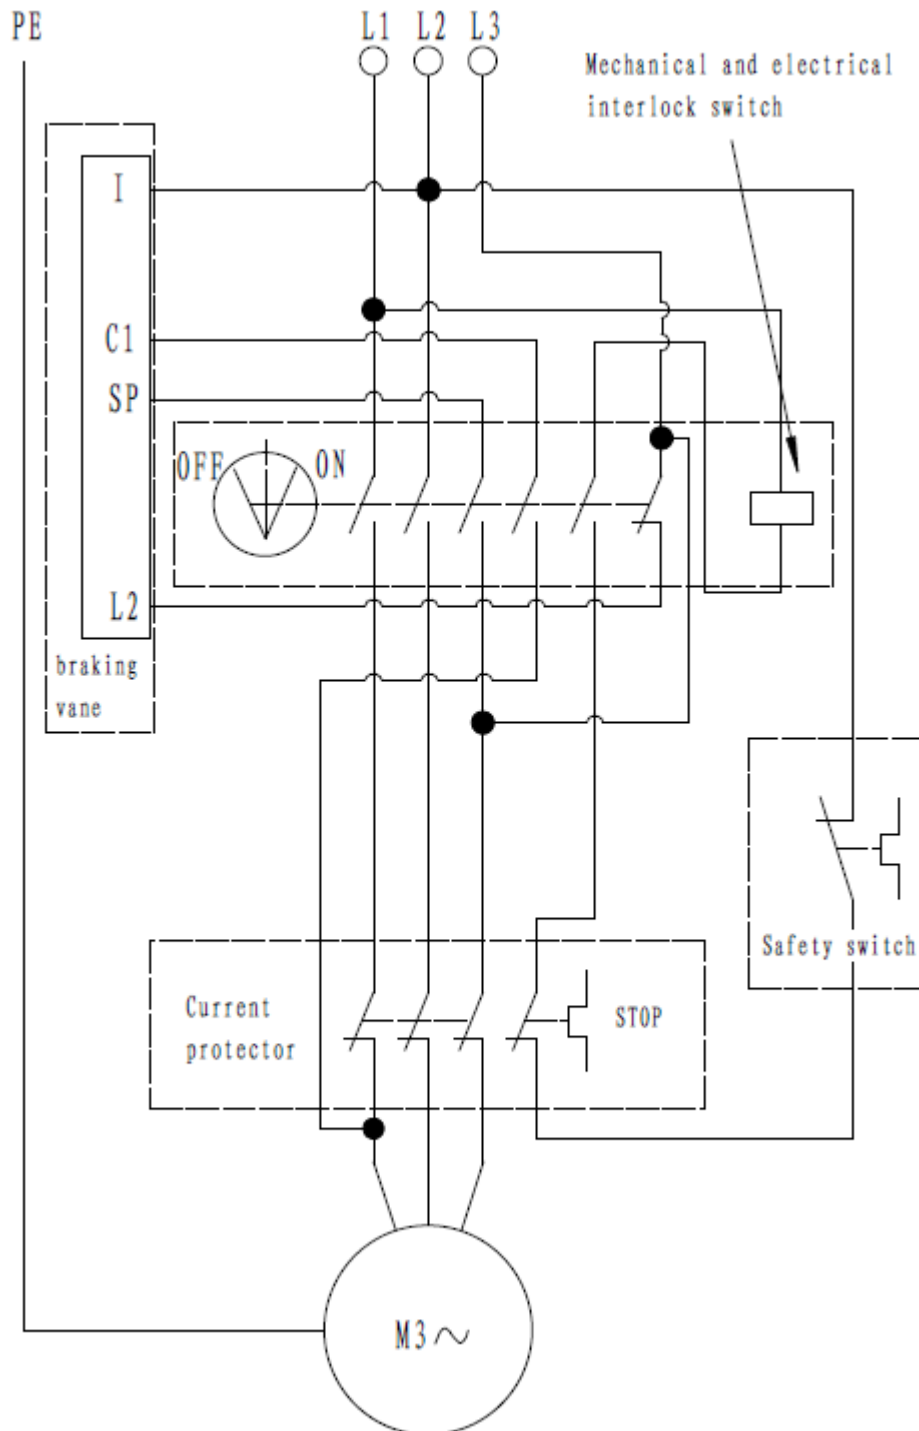 PE
L1
L2
L3
Mechanical and electrical
interlock switch
I
C1
SP
OFF
ON
L2
braking
vane
Safety switch
Current
protector
STOP
M3～